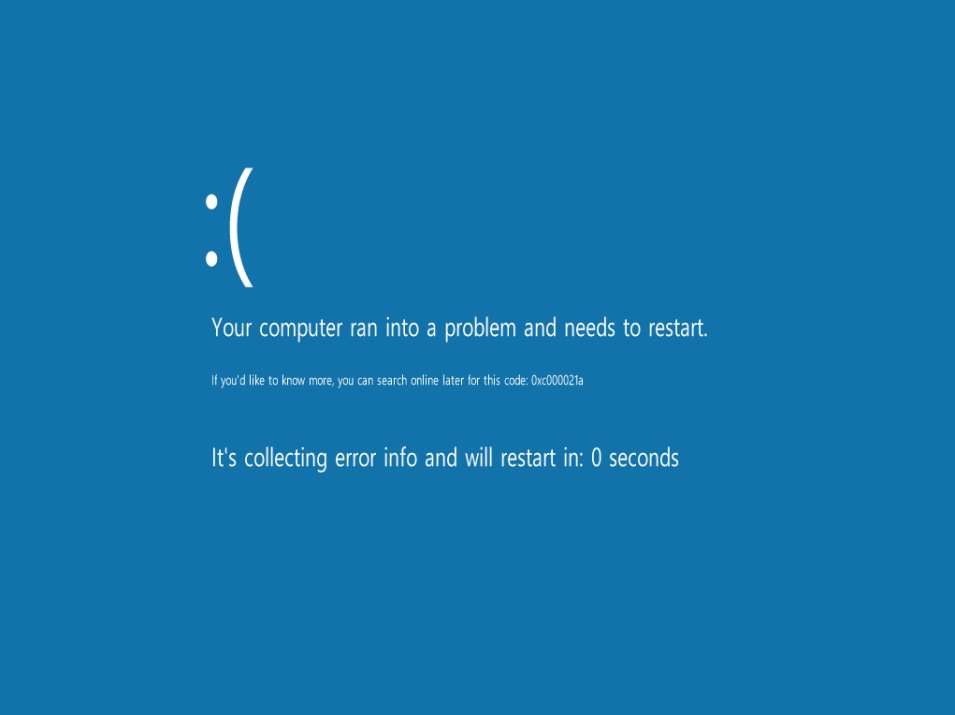 :(
Your computer ran into a problem and needs to restart.
If you'd like to know more, you can search online later for this code: 0xc000021a
It's collecting error info and will restart in: 0 seconds